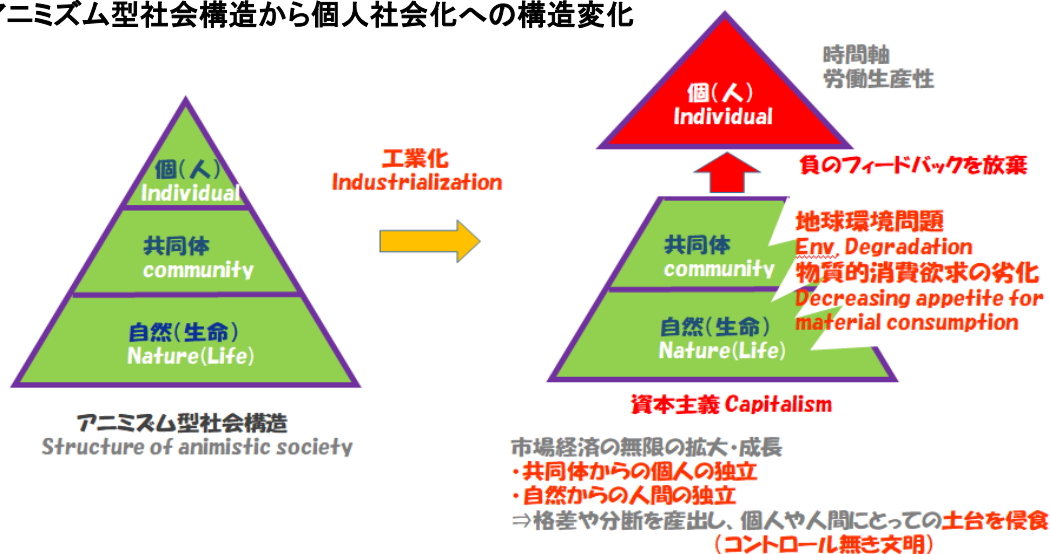 アニミズム型社会構造から個人社会化への構造変化
個(人)
Individual
共同体
community
自然(生命)
Nature(Life)
アニミズム型社会構造
Structure of animistic society
工業化
Industrialization
個(人)
Individual
時間軸
労働生産性
負のフィードバックを放棄
共同体
community
自然(生命)
Nature(Life)
地球環境問題
Env. Degradation
物質的消費欲求の劣化
Decreasing appetite for
material consumption
資本主義 Capitalism
市場経済の無限の拡大・成長
・共同体からの個人の独立
・自然からの人間の独立
⇒格差や分断を産出し、個人や人間にとっての土台を侵食
(コントロール無き文明)